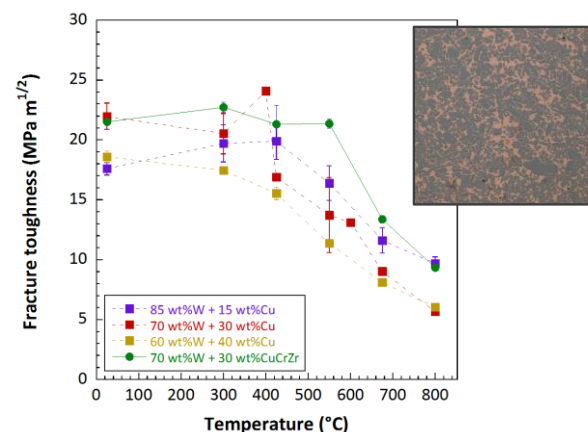 Fracture toughness (MPa m1/2)
30
25
20
15
10
5
0
85 wt%W + 15 wt%Cu
70 wt%W + 30 wt%Cu
60 wt%W + 40 wt%Cu
70 wt%W + 30 wt%CuCrZr
0 100 200 300 400 500 600 700 800
Temperature (°C)